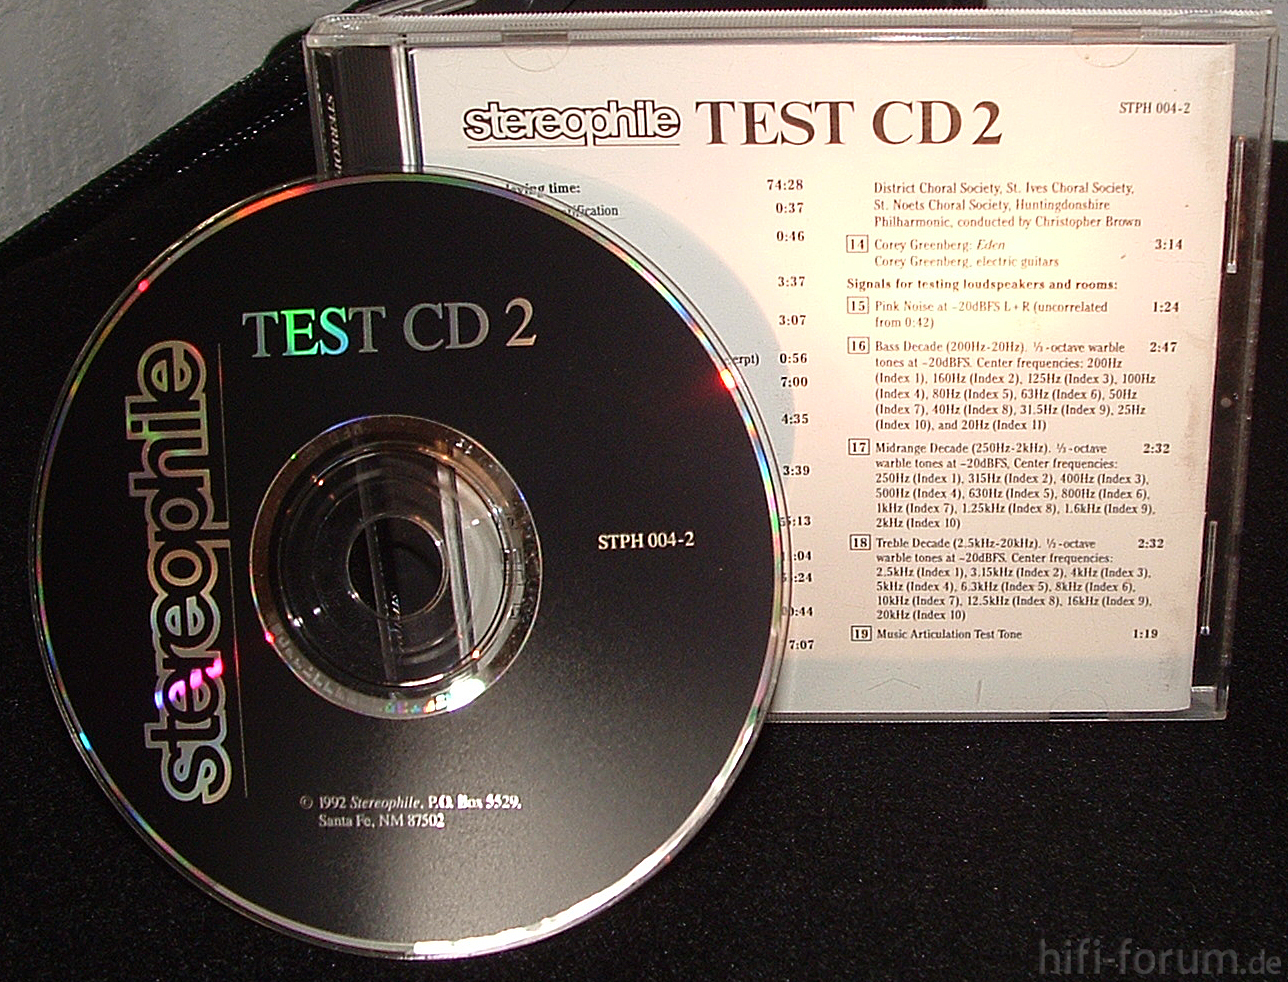 stereophile TEST CD 2
STPH 004-2
time:
74:28
0:37
0:46
3:37
3:07
0:56
7:00
4:35
3:39
District Choral Society, St. Ives Choral Society,
St. Noets Choral Society, Huntingdonshire
Philharmonic, conducted by Christopher Brown
14 Corey Greenberg: Eden 3:14
Corey Greenberg, electric guitars
Signals for testing loudspeakers and rooms:
15 Pink Noise at -20dBFS L + R (uncorrelated 1:24
from 0:42)
16 Bass Decade (200Hz-20Hz). ⅓-octave warble 2:47
tones at -20dBFS. Center frequencies: 200Hz
(Index 1), 160Hz (Index 2), 125Hz (Index 3), 100Hz
(Index 4), 80Hz (Index 5), 63Hz (Index 6), 50Hz
(Index 7), 40Hz (Index 8), 31.5Hz (Index 9), 25Hz
(Index 10), and 20Hz (Index 11)
17 Midrange Decade (250Hz-2kHz). ⅓-octave 2:32
warble tones at -20dBFS, Center frequencies:
250Hz (Index 1), 315Hz (Index 2), 400Hz (Index 3),
500Hz (Index 4), 630Hz (Index 5), 800Hz (Index 6),
1kHz (Index 7), 1.25kHz (Index 8), 1.6kHz (Index 9),
2kHz (Index 10)
18 Treble Decade (2.5kHz-20kHz). ⅓-octave 2:32
warble tones at -20dBFS. Center frequencies:
2.5kHz (Index 1), 3.15kHz (Index 2), 4kHz (Index 3),
5kHz (Index 4), 6.3kHz (Index 5), 8kHz (Index 6),
10kHz (Index 7), 12.5kHz (Index 8), 16kHz (Index 9),
20kHz (Index 10)
19 Music Articulation Test Tone 1:19
TEST CD 2
stereophile
STPH 004-2
© 1992 Stereophile, P.O. Box 5529,
Santa Fe, NM 87502
hifi-forum.de